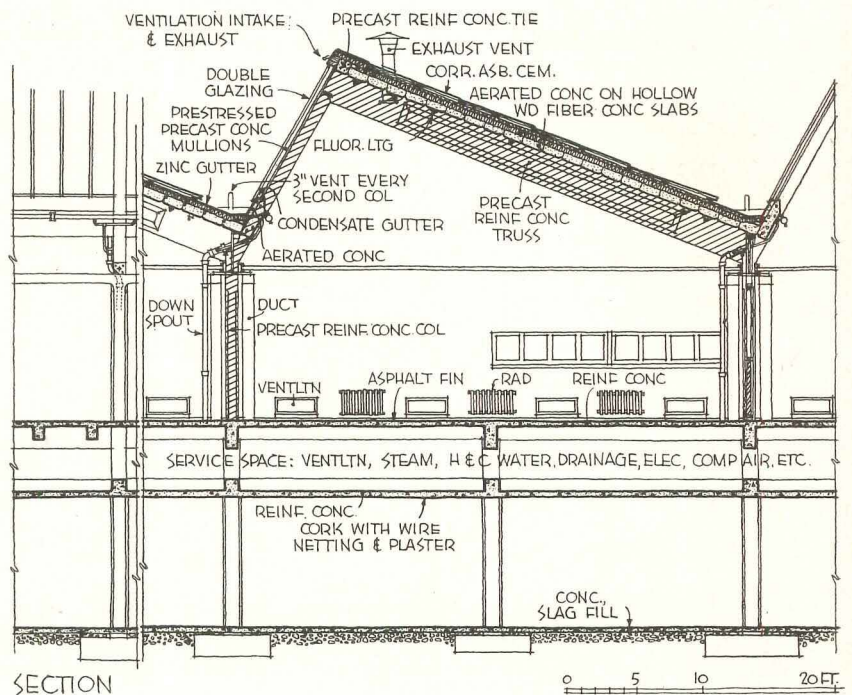 VENTILATION INTAKE
& EXHAUST
PRECAST REINF CONC. TIE
EXHAUST VENT
CORR. ASB. CEM.
DOUBLE
GLAZING
AERATED CONC ON HOLLOW
WD FIBER CONC SLABS
PRESTRESSED
PRECAST CONC
MULLIONS
FLUOR. LTG
ZINC GUTTER
3" VENT EVERY
SECOND COL
PRECAST
REINF CONC
TRUSS
CONDENSATE GUTTER
AERATED CONC
DOWN
SPOUT
DUCT
PRECAST REINF. CONC. COL
VENTLTN
ASPHALT FIN
RAD
REINF CONC
SERVICE SPACE: VENTLTN, STEAM, H & C WATER, DRAINAGE, ELEC, COMP AIR, ETC.
REINF. CONC.
CORK WITH WIRE
NETTING & PLASTER
CONC.,
SLAG FILL
SECTION
0 5 10 20 FT.